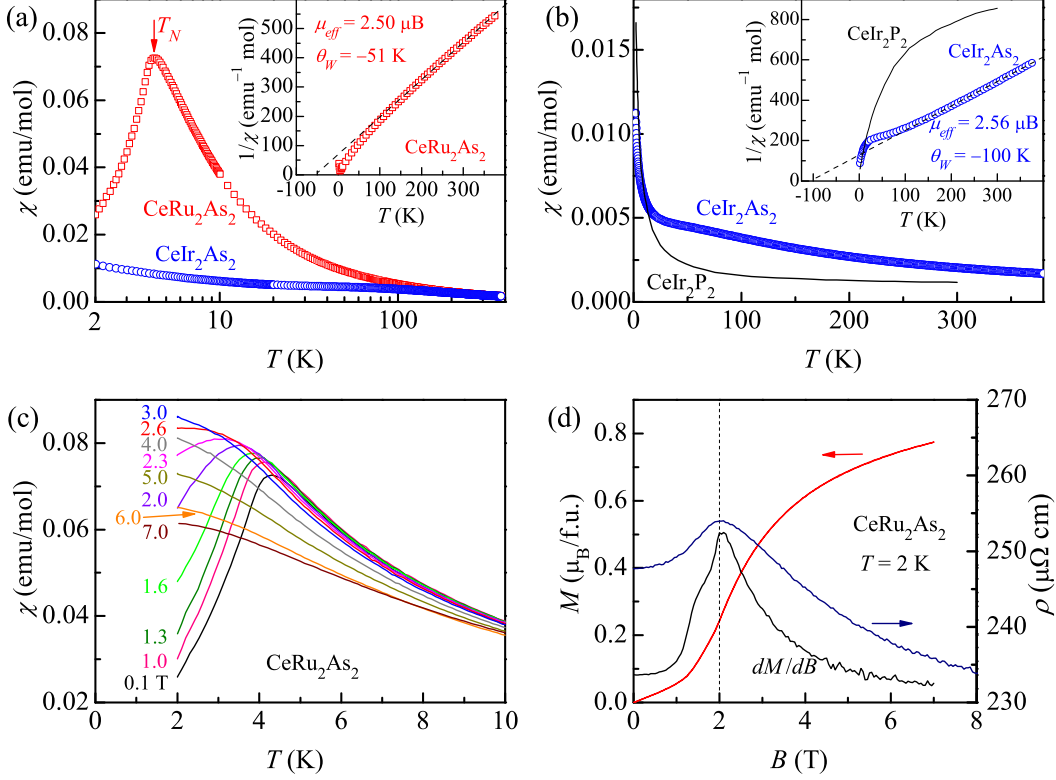 (a)
T_N
μ_eff = 2.50 μB
θ_W = −51 K
CeRu₂As₂
1/χ (emu⁻¹ mol)
0
100
200
300
400
500
-100
0
100
200
300
400
T (K)
CeRu₂As₂
CeIr₂As₂
χ (emu/mol)
0.00
0.02
0.04
0.06
0.08
2
10
100
T (K)
(b)
CeIr₂P₂
CeIr₂As₂
μ_eff = 2.56 μB
θ_W = −100 K
1/χ (emu⁻¹ mol)
0
200
400
600
800
-100
0
100
200
300
T (K)
CeIr₂As₂
CeIr₂P₂
χ
0.000
0.005
0.010
0.015
0
100
200
300
T (K)
(c)
3.0
2.6
4.0
2.3
5.0
2.0
6.0
7.0
1.6
1.3
1.0
0.1 T
CeRu₂As₂
χ (emu/mol)
0.02
0.04
0.06
0.08
0
2
4
6
8
10
T (K)
(d)
CeRu₂As₂
T = 2 K
dM/dB
M (μ_B/f.u.)
0.0
0.2
0.4
0.6
0.8
ρ (μΩ cm)
230
240
250
260
270
0
2
4
6
8
B (T)